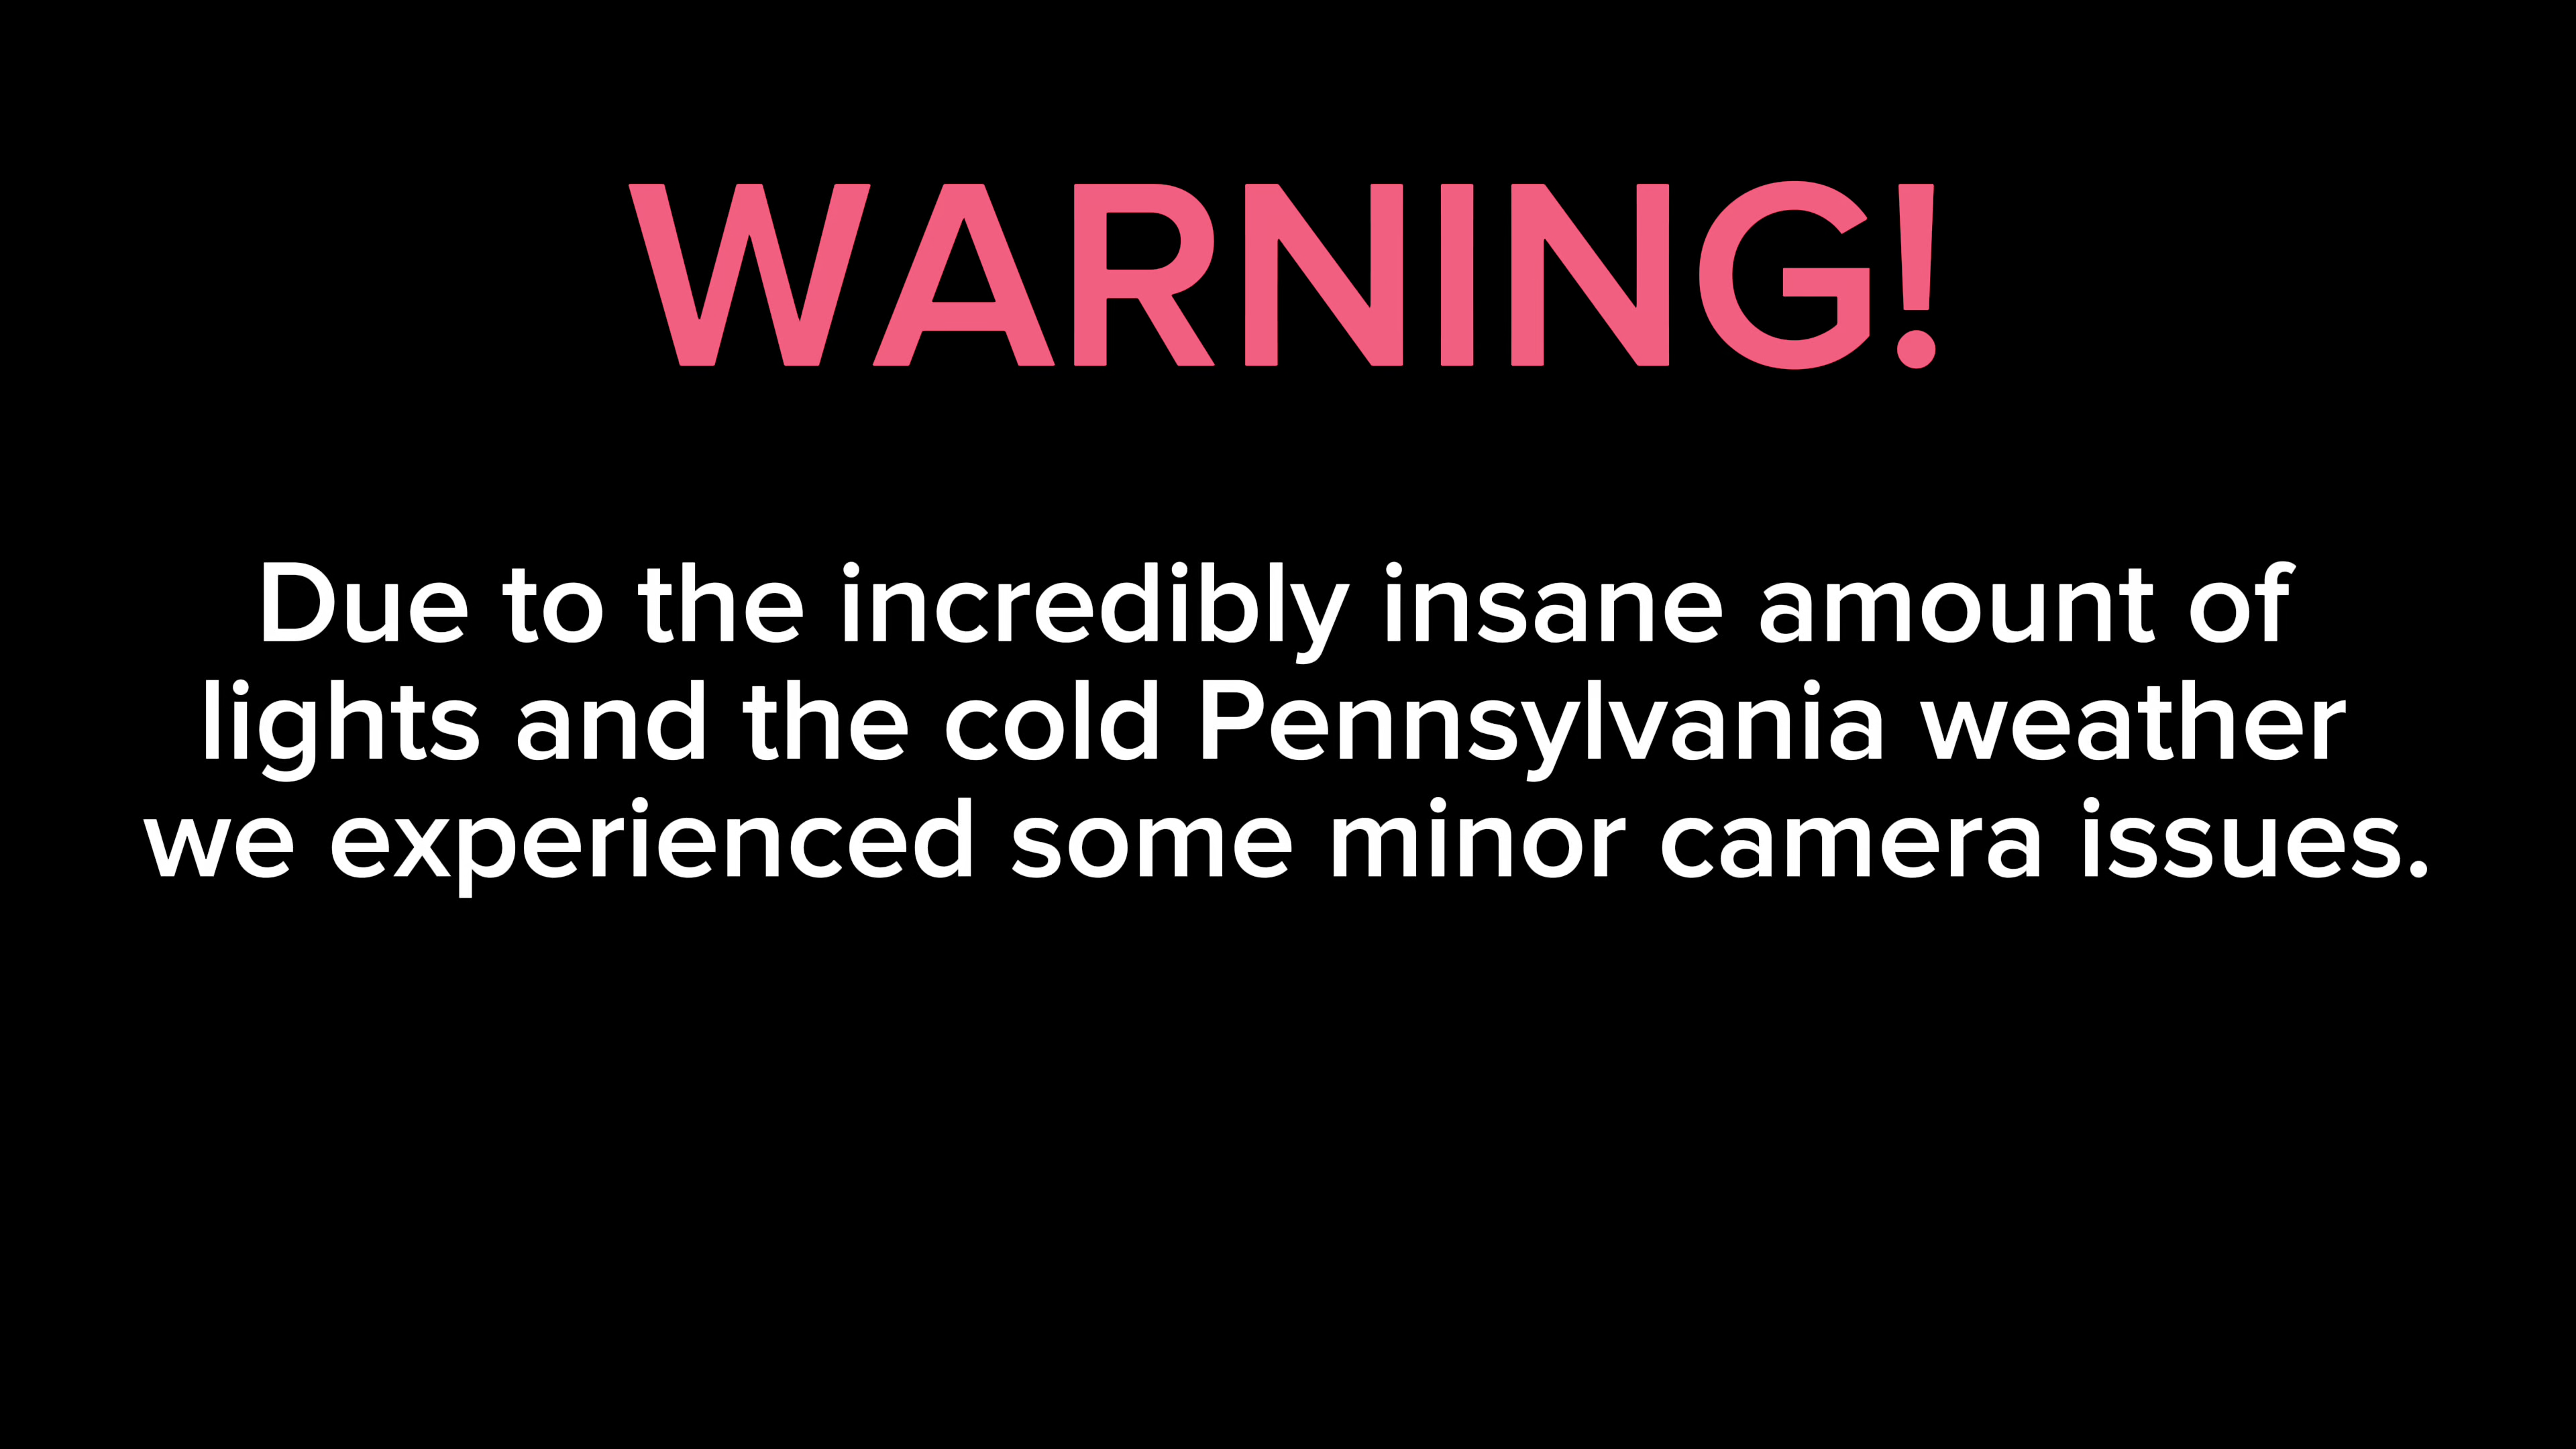 WARNING!
Due to the incredibly insane amount of
lights and the cold Pennsylvania weather
we experienced some minor camera issues.